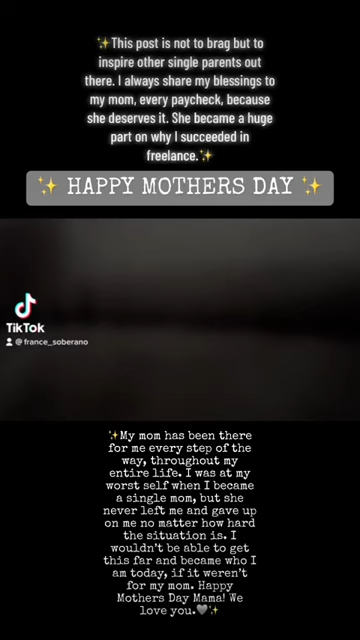 ✨This post is not to brag but to
inspire other single parents out
there. I always share my blessings to
my mom, every paycheck, because
she deserves it. She became a huge
part on why I succeeded in
freelance.✨
✨ HAPPY MOTHERS DAY ✨
TikTok
@france_soberano
✨My mom has been there
for me every step of the
way, throughout my
entire life. I was at my
worst self when I became
a single mom, but she
never left me and gave up
on me no matter how hard
the situation is. I
wouldn't be able to get
this far and became who I
am today, if it weren't
for my mom. Happy
Mothers Day Mama! We
love you.🩶✨